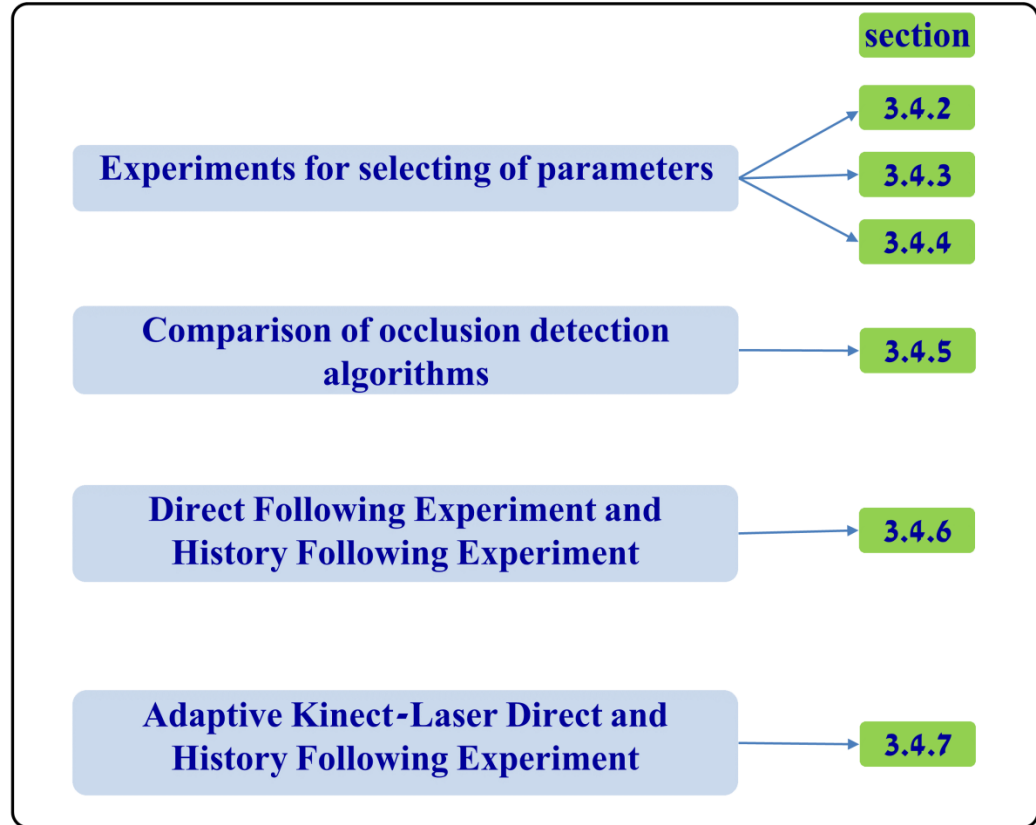 section
Experiments for selecting of parameters
3.4.2
3.4.3
3.4.4
Comparison of occlusion detection
algorithms
3.4.5
Direct Following Experiment and
History Following Experiment
3.4.6
Adaptive Kinect-Laser Direct and
History Following Experiment
3.4.7